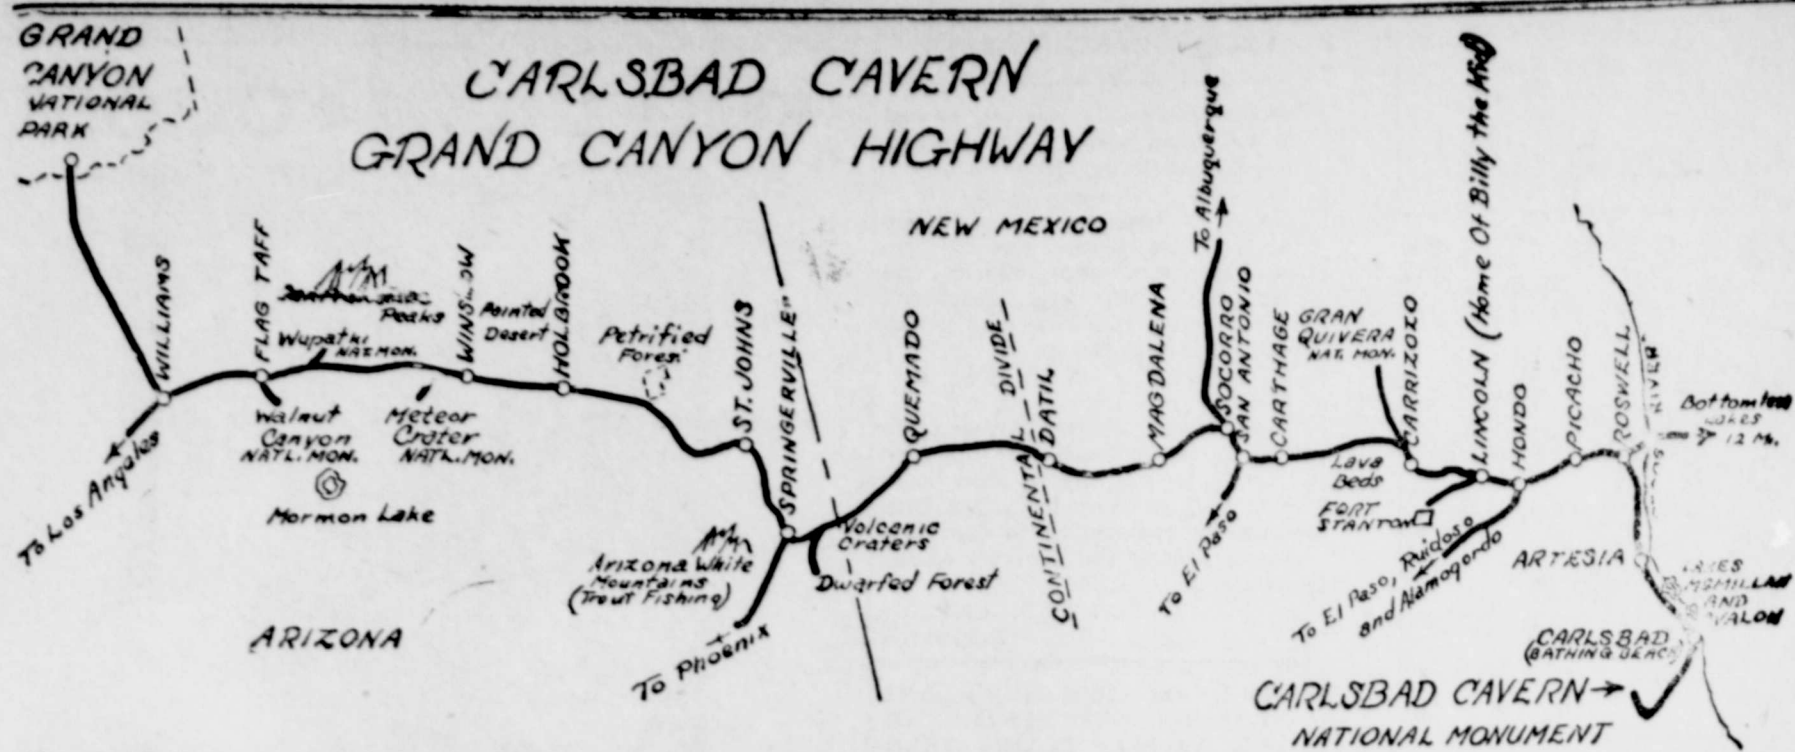 GRAND
CANYON
NATIONAL
PARK
CARLSBAD CAVERN
GRAND CANYON HIGHWAY
NEW MEXICO
WILLIAMS
FLAG TAFF
Peaks
Wupatki
NAT. MON.
WINSLOW
Painted
Desert
HOLBROOK
Petrified
Forest
ST. JOHNS
SPRINGERVILLE
QUEMADO
CONTINENTAL DIVIDE
DATIL
MAGDALENA
To Albuquerque
SOCORRO
SAN ANTONIO
CARTHAGE
GRAN
QUIVERA
NAT. MON.
CARRIZOZO
LINCOLN (Home Of Billy the Kid)
HONDO
PICACHO
ROSWELL
RIVER
Bottomless
Lakes
12 Mi.
Walnut
Canyon
NATL. MON.
Meteor
Crater
NATL. MON.
Mormon Lake
To Los Angeles
Lava
Beds
FORT
STANTON
Volcanic
Craters
Dwarfed Forest
Arizona White
Mountains
(Trout Fishing)
To Phoenix
ARIZONA
To El Paso
To El Paso, Ruidoso
and Alamogordo
ARTESIA
LAKES
MCMILLAN
AND
AVALON
CARLSBAD
(BATHING BEACH)
CARLSBAD CAVERN
NATIONAL MONUMENT